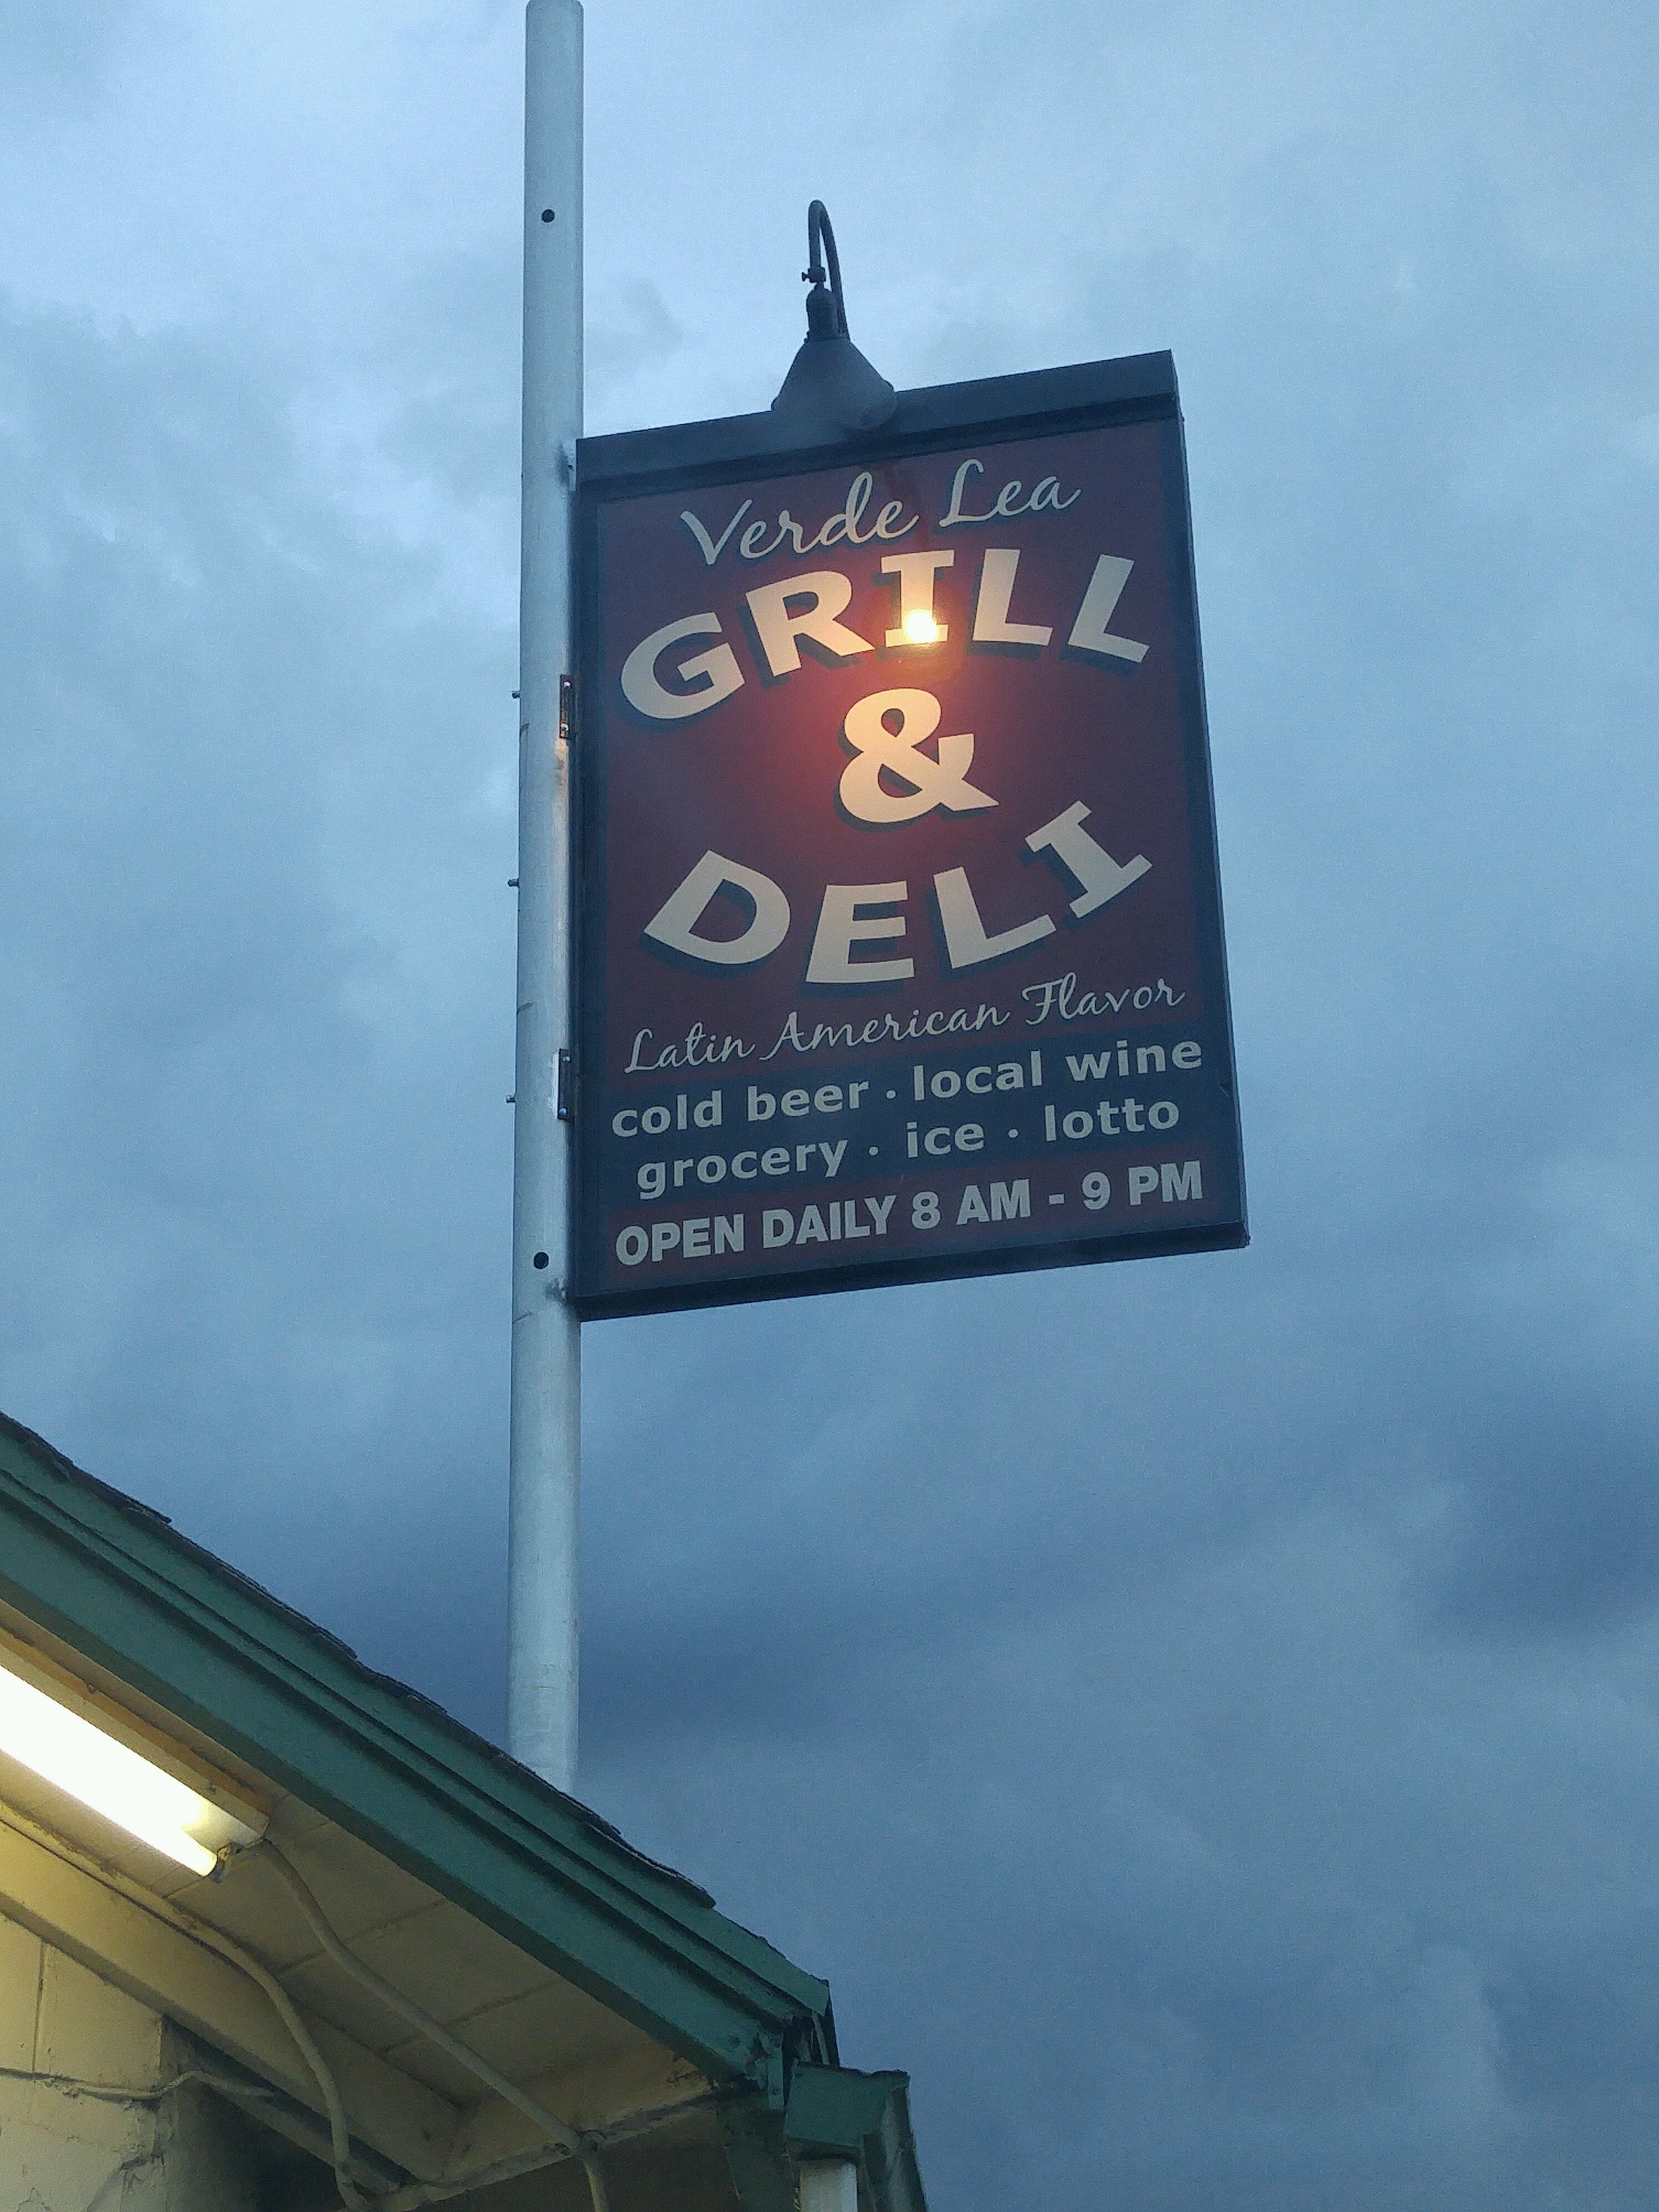 Verde Lea
GRILL
&
DELI
Latin American Flavor
cold beer · local wine
grocery · ice · lotto
OPEN DAILY 8 AM - 9 PM